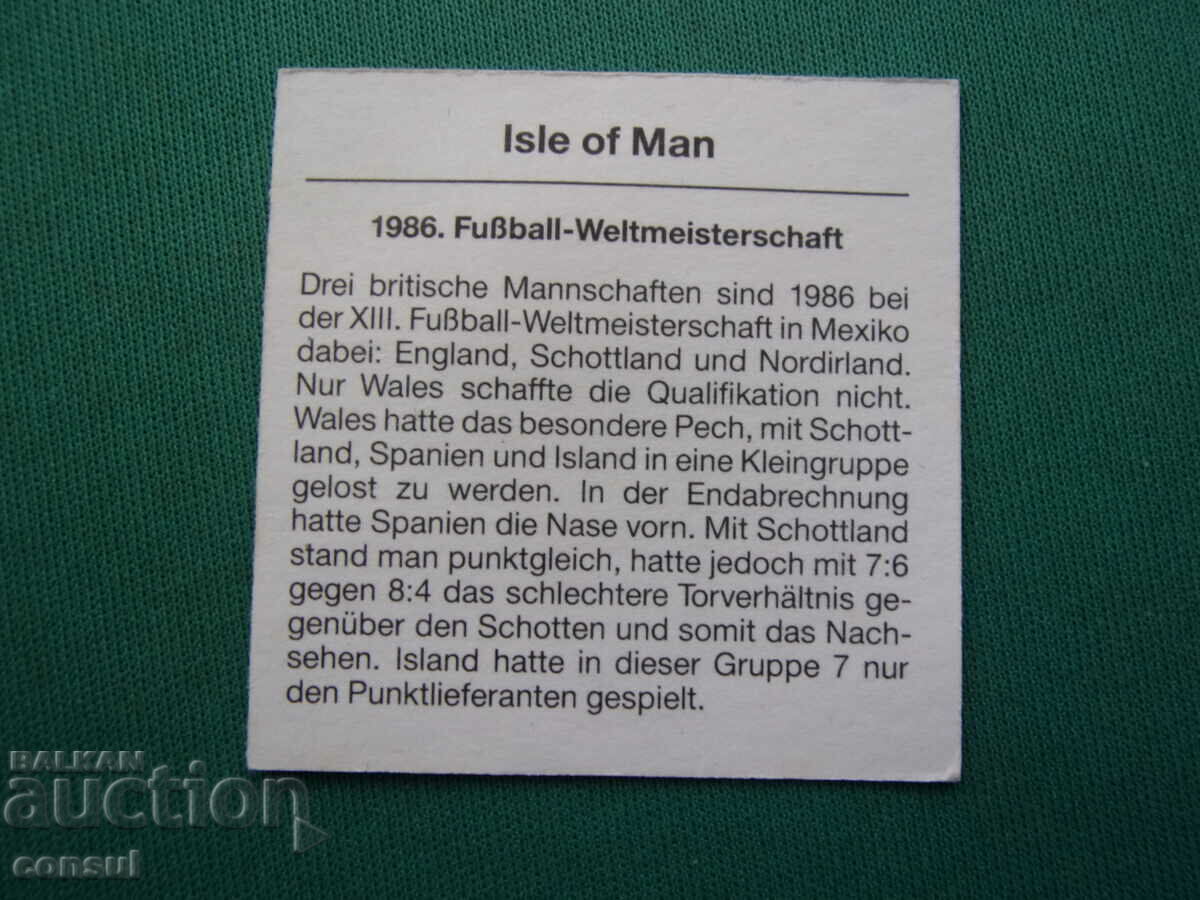 Isle of Man
1986. Fußball-Weltmeisterschaft
Drei britische Mannschaften sind 1986 bei
der XIII. Fußball-Weltmeisterschaft in Mexiko
dabei: England, Schottland und Nordirland.
Nur Wales schaffte die Qualifikation nicht.
Wales hatte das besondere Pech, mit Schott-
land, Spanien und Island in eine Kleingruppe
gelost zu werden. In der Endabrechnung
hatte Spanien die Nase vorn. Mit Schottland
stand man punktgleich, hatte jedoch mit 7:6
gegen 8:4 das schlechtere Torverhältnis ge-
genüber den Schotten und somit das Nach-
sehen. Island hatte in dieser Gruppe 7 nur
den Punktlieferanten gespielt.
BALKAN
auction
consul